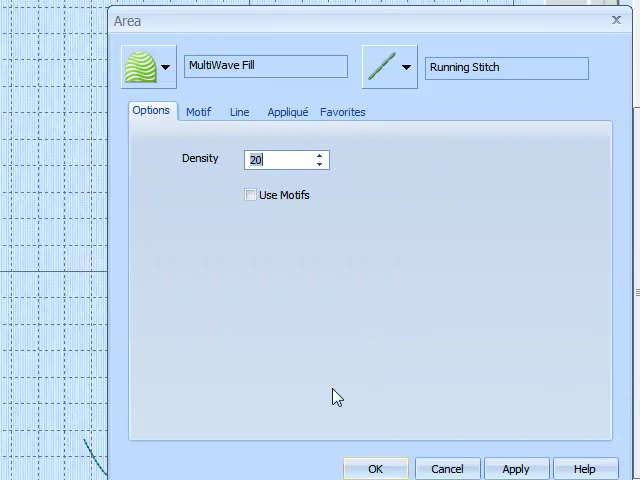 Area
MultiWave Fill
Running Stitch
Options Motif Line Appliqué Favorites
Density 20
Use Motifs
OK Cancel Apply Help